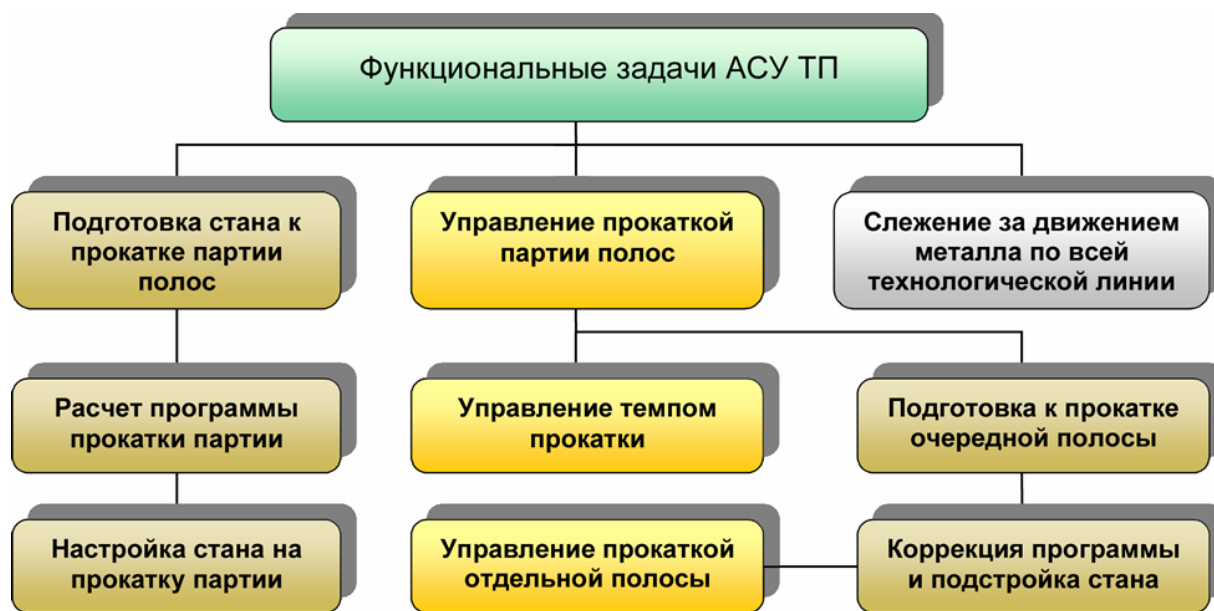 Функциональные задачи АСУ ТП
Подготовка стана к
прокатке партии
полос
Управление прокаткой
партии полос
Слежение за движением
металла по всей
технологической линии
Расчет программы
прокатки партии
Управление темпом
прокатки
Подготовка к прокатке
очередной полосы
Настройка стана на
прокатку партии
Управление прокаткой
отдельной полосы
Коррекция программы
и подстройка стана